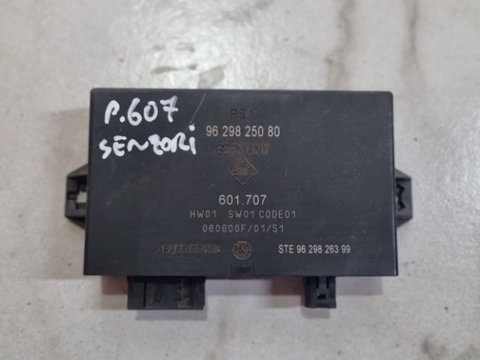 P.607
SENZORI
96 298 250 80
GERMANY
601.707
HW01 SW01 CODE01
060600F/01/51
STE 96 298 263 99